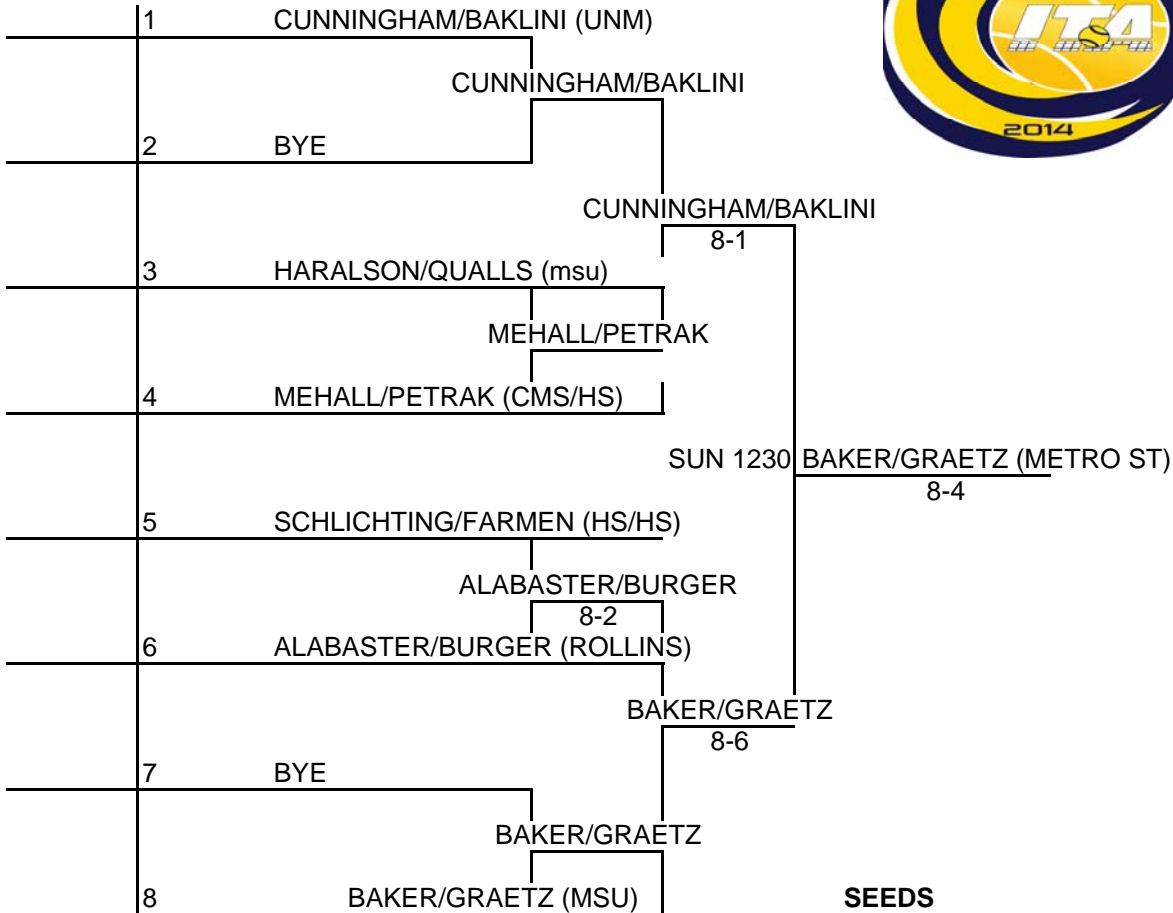 1 CUNNINGHAM/BAKLINI (UNM)
ITA
CUNNINGHAM/BAKLINI
2014
2 BYE
CUNNINGHAM/BAKLINI
8-1
3 HARALSON/QUALLS (msu)
MEHALL/PETRAK
4 MEHALL/PETRAK (CMS/HS)
SUN 1230 BAKER/GRAETZ (METRO ST)
8-4
5 SCHLICHTING/FARMEN (HS/HS)
ALABASTER/BURGER
8-2
6 ALABASTER/BURGER (ROLLINS)
BAKER/GRAETZ
8-6
7 BYE
BAKER/GRAETZ
8 BAKER/GRAETZ (MSU) SEEDS